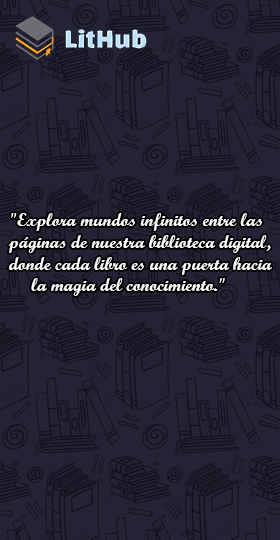 LitHub
"Explora mundos infinitos entre las
páginas de nuestra biblioteca digital,
donde cada libro es una puerta hacia
la magia del conocimiento."